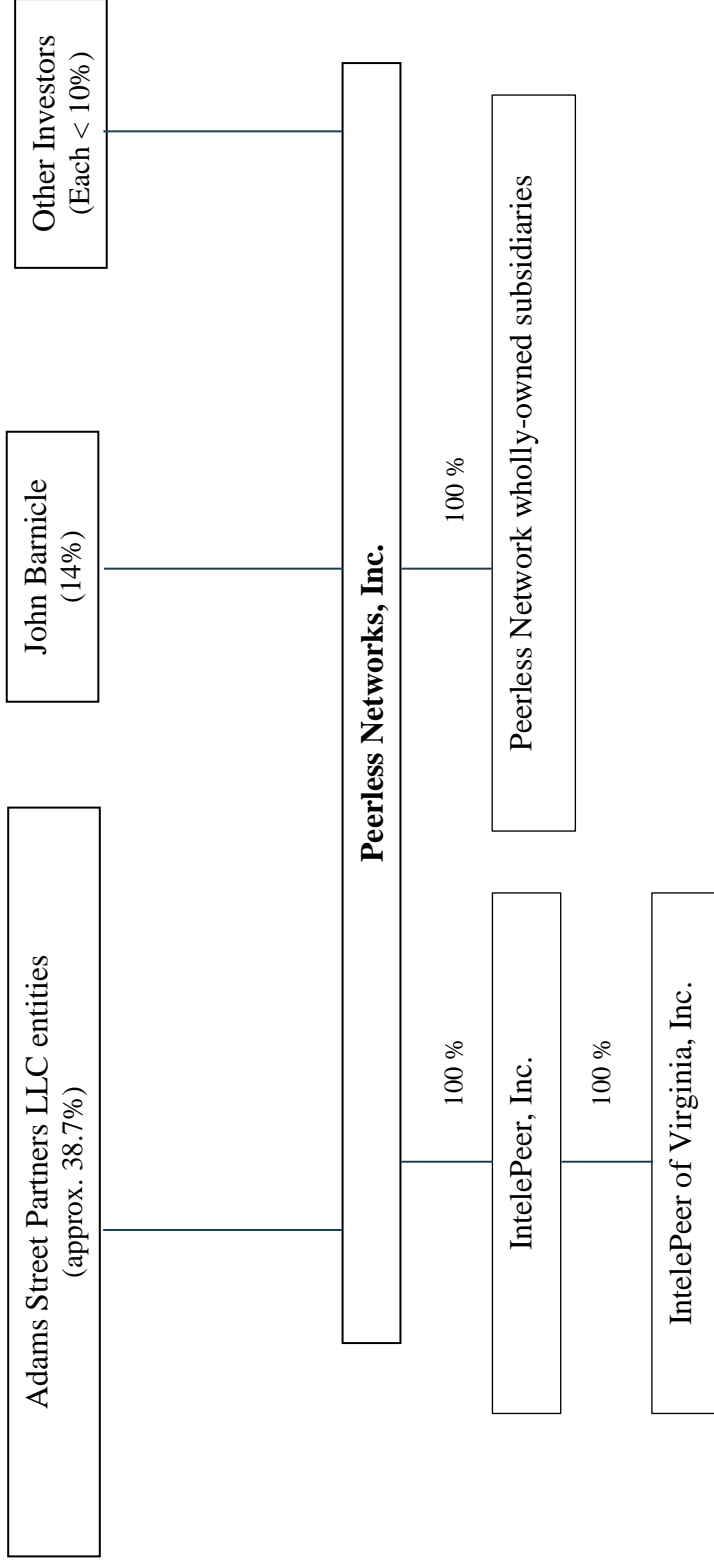 Adams Street Partners LLC entities
(approx. 38.7%)
John Barnicle
(14%)
Other Investors
(Each < 10%)
Peerless Networks, Inc.
100 %
100 %
IntelePeer, Inc.
Peerless Network wholly-owned subsidiaries
100 %
IntelePeer of Virginia, Inc.